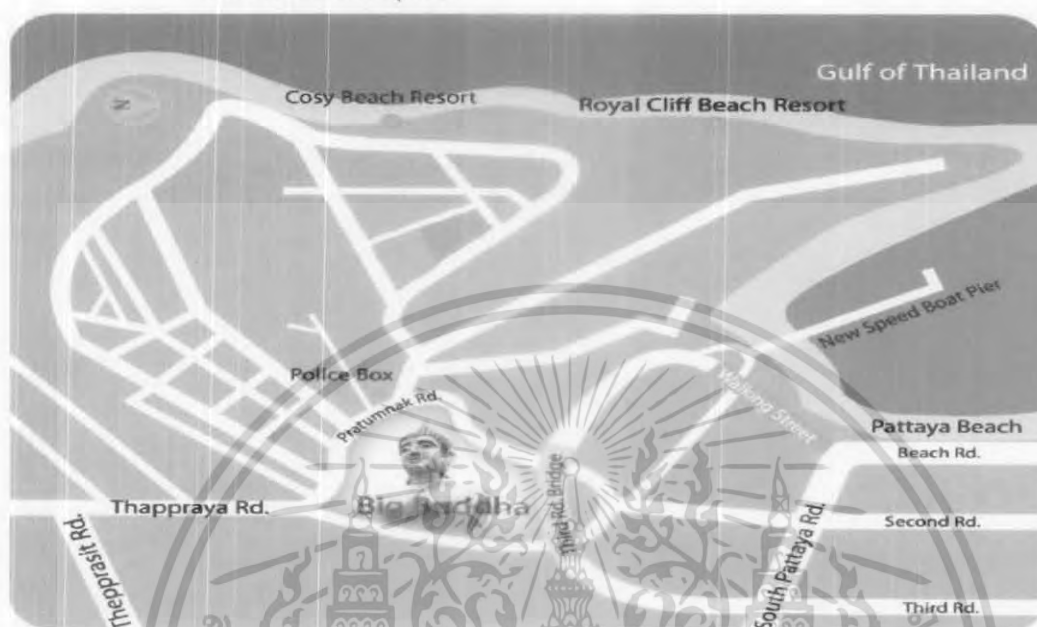 Gulf of Thailand
Cosy Beach Resort
Royal Cliff Beach Resort
N
New Speed Boat Pier
Police Box
Pratumnak Rd.
Walking Street
Pattaya Beach
Beach Rd.
Big buddha
Third Rd. Bridge
Thappraya Rd.
Second Rd.
Thepprasit Rd.
South Pattaya Rd.
Third Rd.